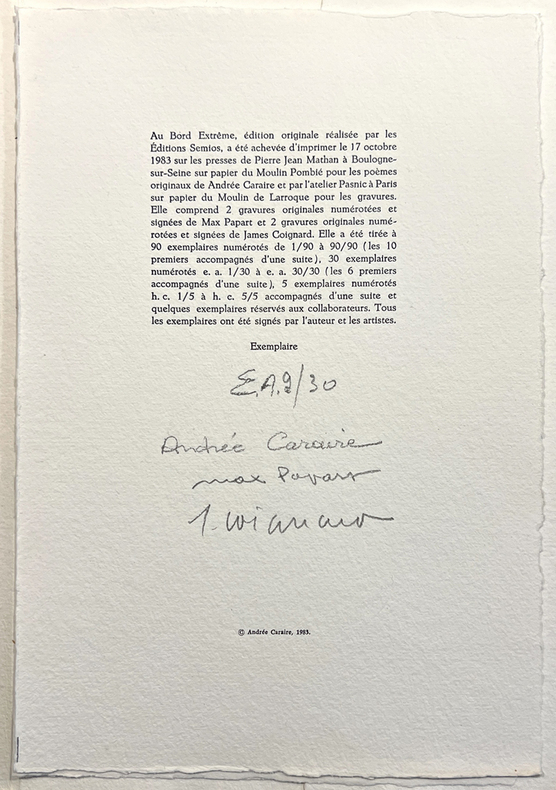 Au Bord Extrême, édition originale réalisée par les
Éditions Semios, a été achevée d'imprimer le 17 octobre
1983 sur les presses de Pierre Jean Mathan à Boulogne-
sur-Seine sur papier du Moulin Pombié pour les poèmes
originaux de Andrée Caraire et par l'atelier Pasnic à Paris
sur papier du Moulin de Larroque pour les gravures.
Elle comprend 2 gravures originales numérotées et
signées de Max Papart et 2 gravures originales numé-
rotées et signées de James Coignard. Elle a été tirée à
90 exemplaires numérotés de 1/90 à 90/90 (les 10
premiers accompagnés d'une suite), 30 exemplaires
numérotés e. a. 1/30 à e. a. 30/30 (les 6 premiers
accompagnés d'une suite), 5 exemplaires numérotés
h. c. 1/5 à h. c. 5/5 accompagnés d'une suite et
quelques exemplaires réservés aux collaborateurs. Tous
les exemplaires ont été signés par l'auteur et les artistes.
Exemplaire
E.A.9/30
Andrée Caraire
max Papart
J. Coignard
© Andrée Caraire, 1983.